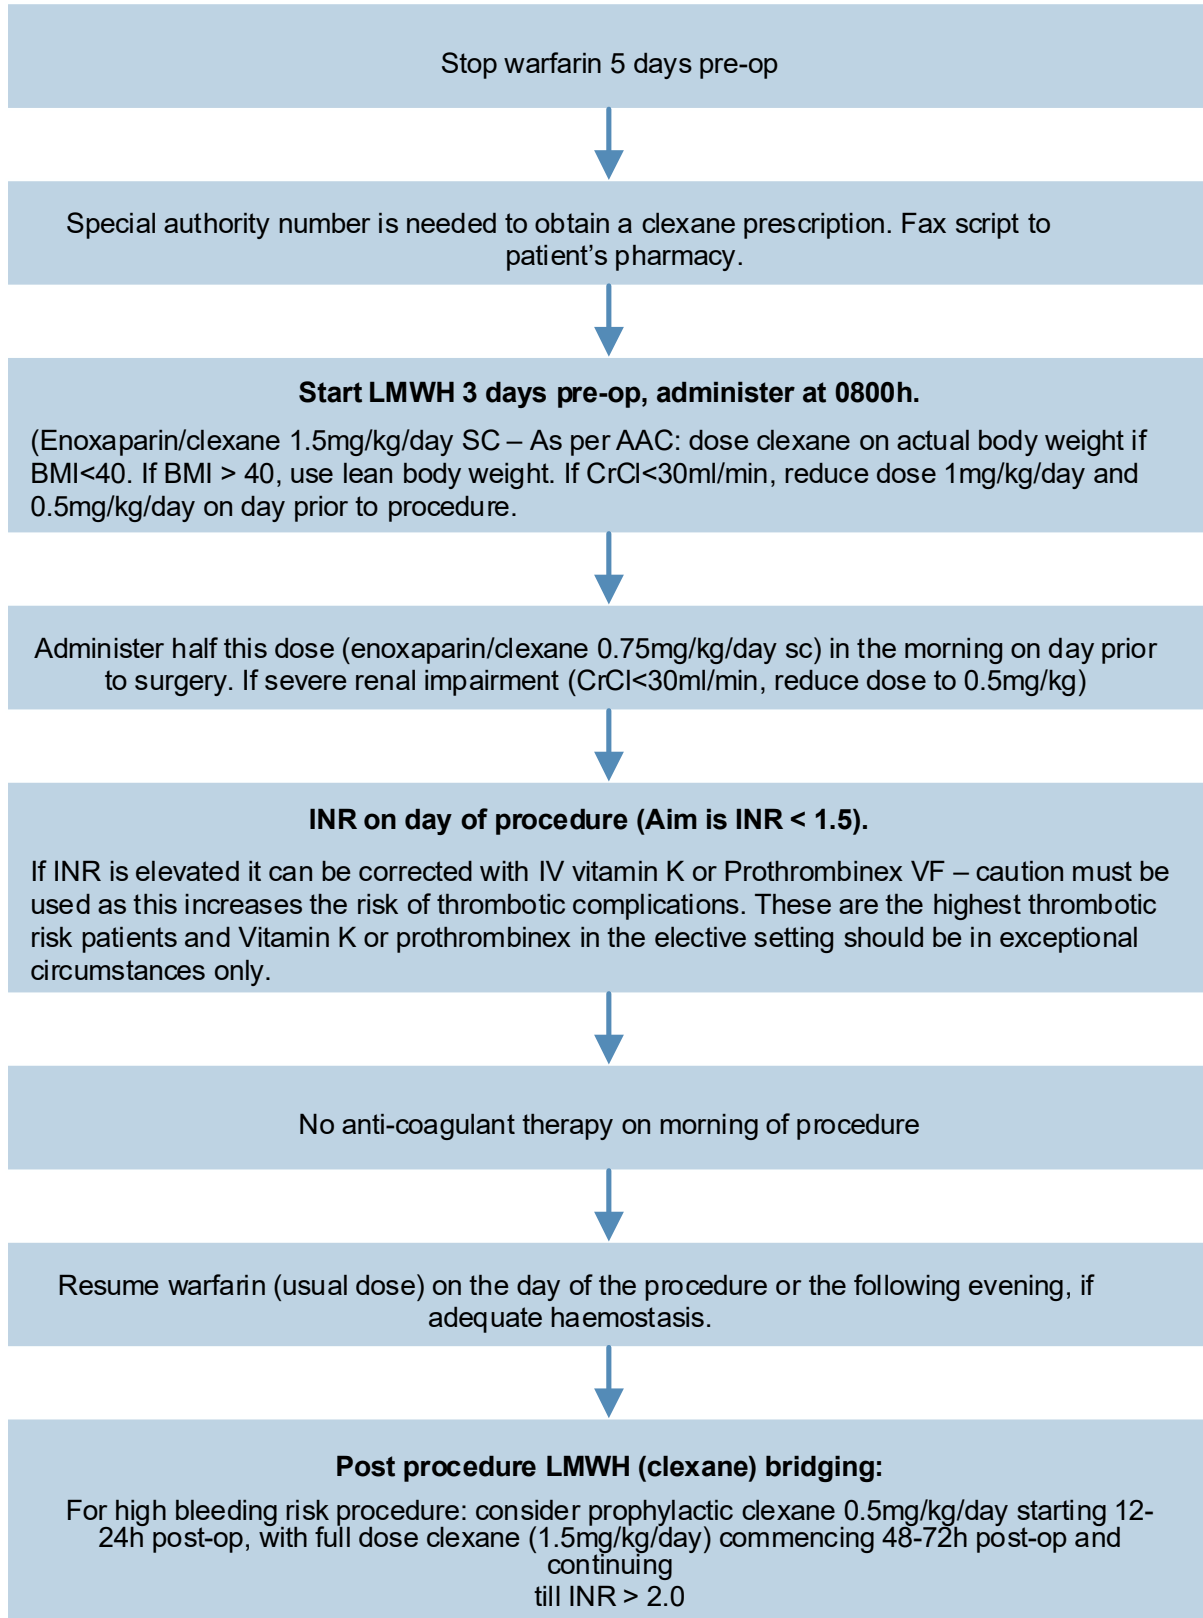 Stop warfarin 5 days pre-op
Special authority number is needed to obtain a clexane prescription. Fax script to
patient's pharmacy.
Start LMWH 3 days pre-op, administer at 0800h.
(Enoxaparin/clexane 1.5mg/kg/day SC – As per AAC: dose clexane on actual body weight if
BMI<40. If BMI > 40, use lean body weight. If CrCl<30ml/min, reduce dose 1mg/kg/day and
0.5mg/kg/day on day prior to procedure.
Administer half this dose (enoxaparin/clexane 0.75mg/kg/day sc) in the morning on day prior
to surgery. If severe renal impairment (CrCl<30ml/min, reduce dose to 0.5mg/kg)
INR on day of procedure (Aim is INR < 1.5).
If INR is elevated it can be corrected with IV vitamin K or Prothrombinex VF – caution must be
used as this increases the risk of thrombotic complications. These are the highest thrombotic
risk patients and Vitamin K or prothrombinex in the elective setting should be in exceptional
circumstances only.
No anti-coagulant therapy on morning of procedure
Resume warfarin (usual dose) on the day of the procedure or the following evening, if
adequate haemostasis.
Post procedure LMWH (clexane) bridging:
For high bleeding risk procedure: consider prophylactic clexane 0.5mg/kg/day starting 12-
24h post-op, with full dose clexane (1.5mg/kg/day) commencing 48-72h post-op and
continuing
till INR > 2.0